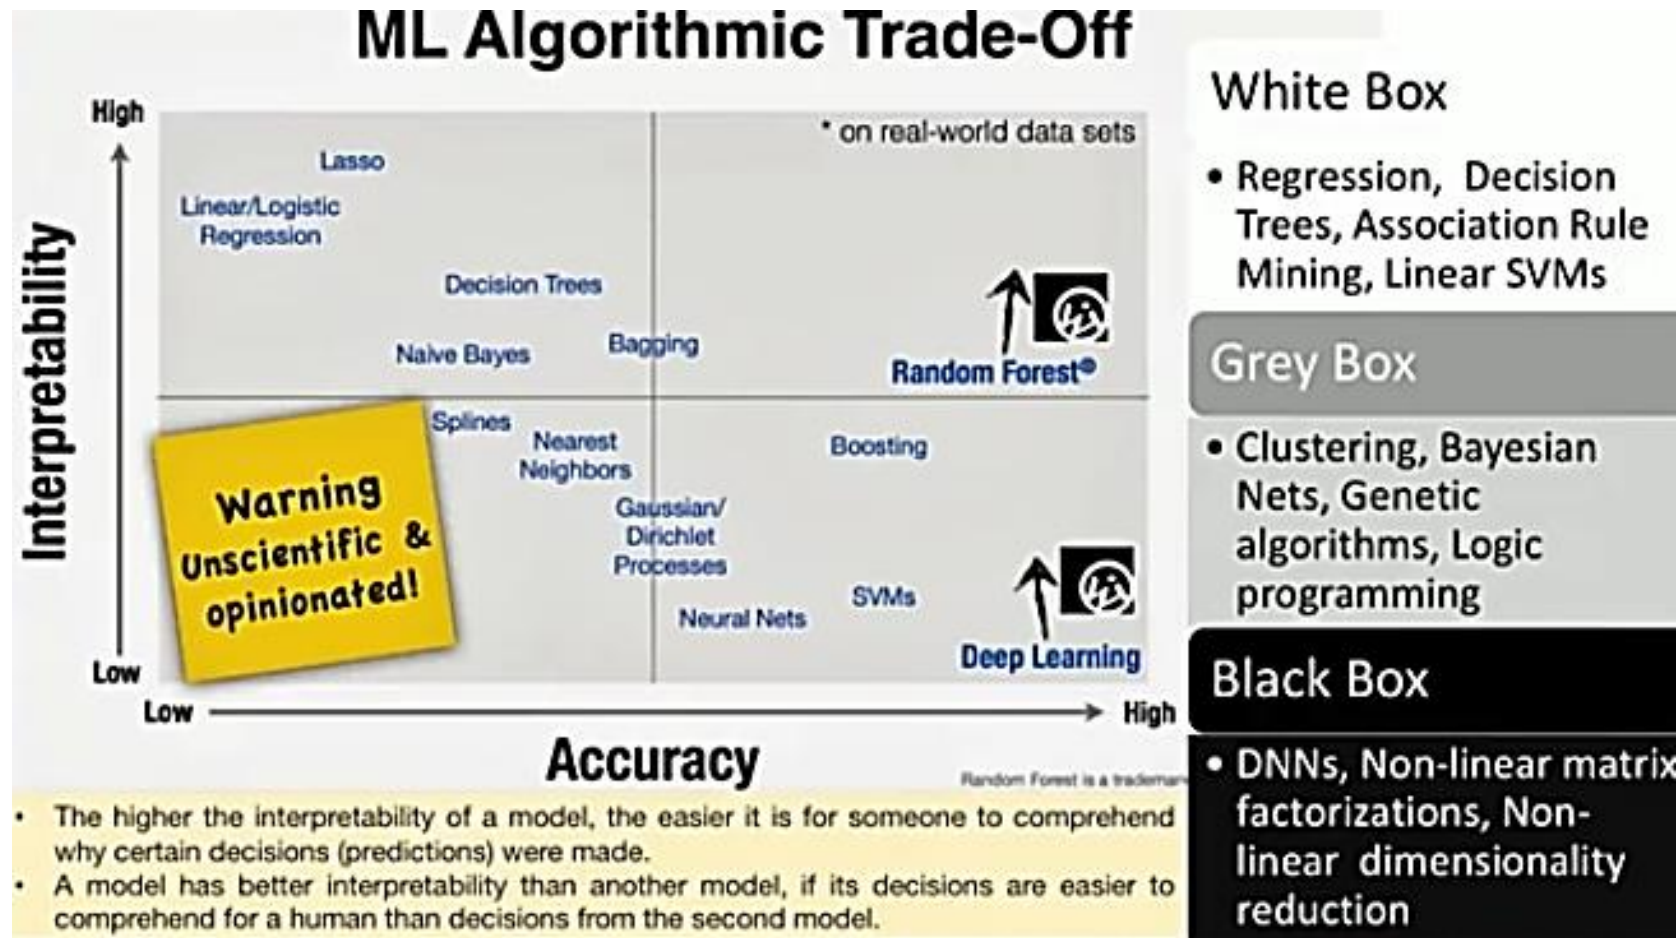 ML Algorithmic Trade-Off
High
Interpretability
Low
* on real-world data sets
Lasso
Linear/Logistic
Regression
Decision Trees
Naive Bayes
Bagging
Random Forest®
Splines
Nearest
Neighbors
Boosting
Gaussian/
Dirichlet
Processes
SVMs
Neural Nets
Deep Learning
Warning
Unscientific &
opinionated!
Low
High
Accuracy
Random Forest is a
• The higher the interpretability of a model, the easier it is for someone to comprehend
why certain decisions (predictions) were made.
• A model has better interpretability than another model, if its decisions are easier to
comprehend for a human than decisions from the second model.
White Box
• Regression, Decision
Trees, Association Rule
Mining, Linear SVMs
Grey Box
• Clustering, Bayesian
Nets, Genetic
algorithms, Logic
programming
Black Box
• DNNs, Non-linear matrix
factorizations, Non-
linear dimensionality
reduction